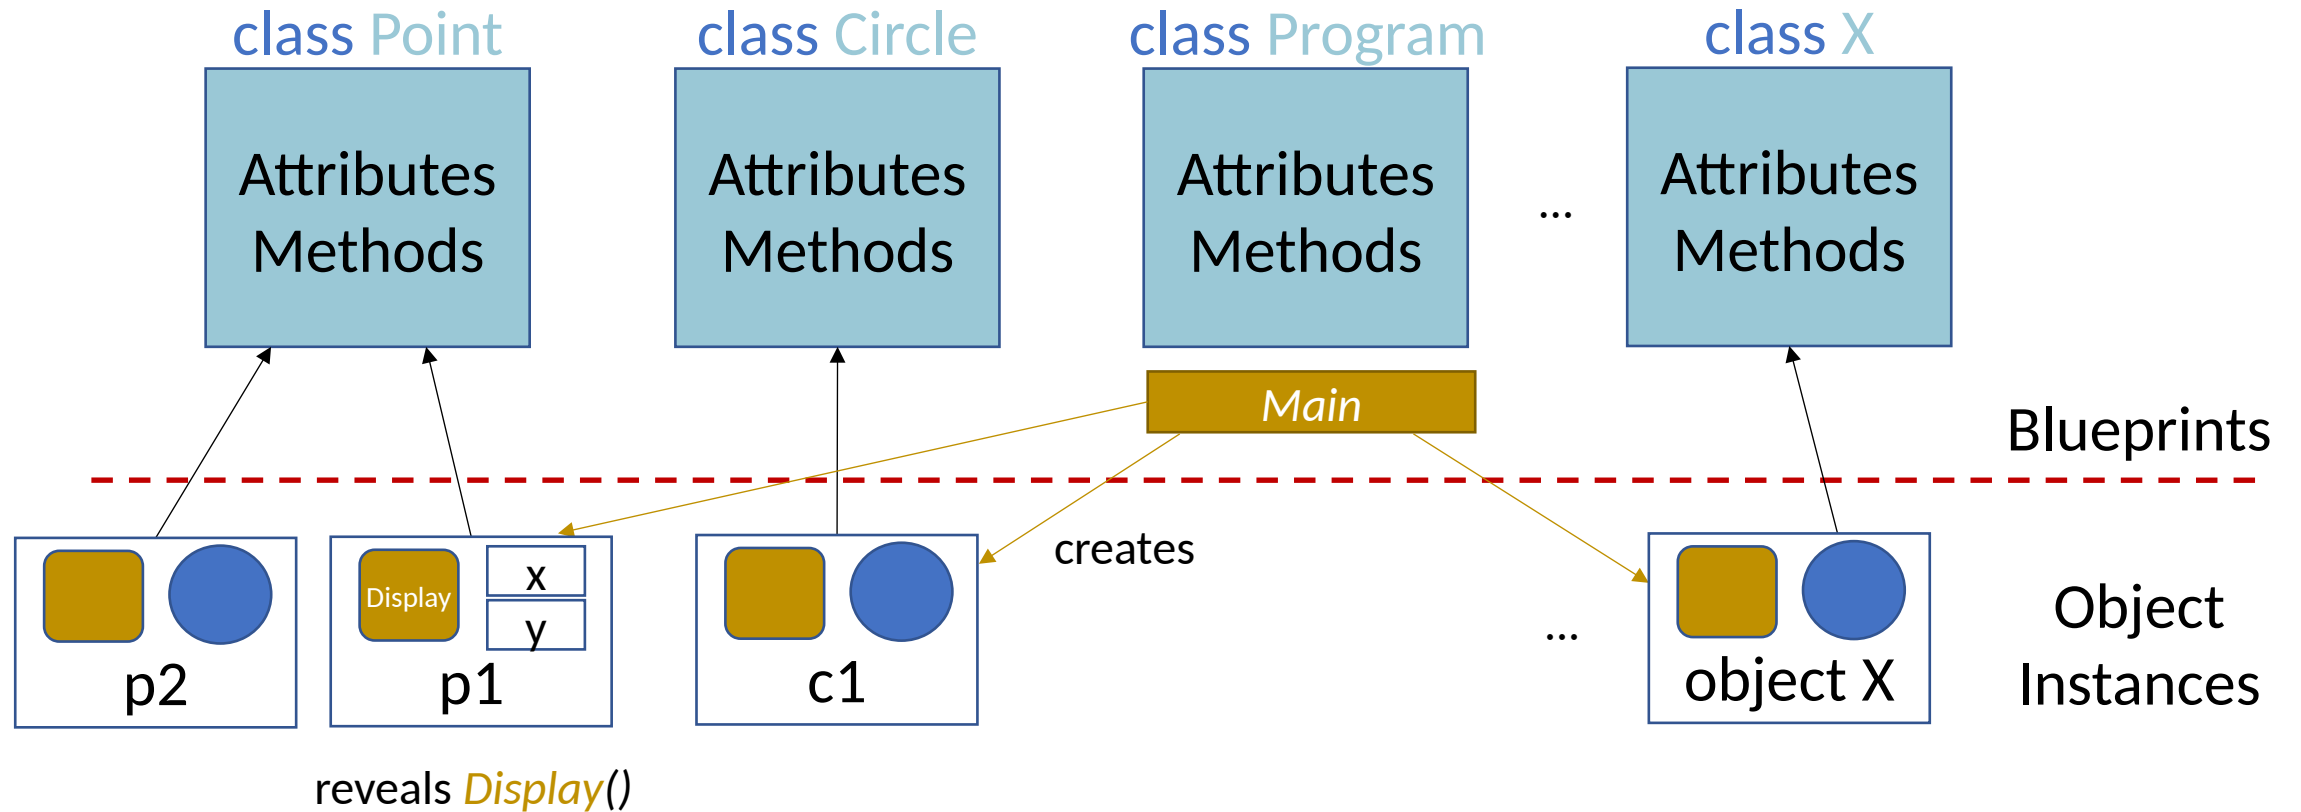 class Point
class Circle
class Program
class X
Attributes
Methods
Attributes
Methods
Attributes
Methods
...
Attributes
Methods
Main
Blueprints
creates
Display
x
y
p2
p1
c1
...
object X
Object
Instances
reveals Display()